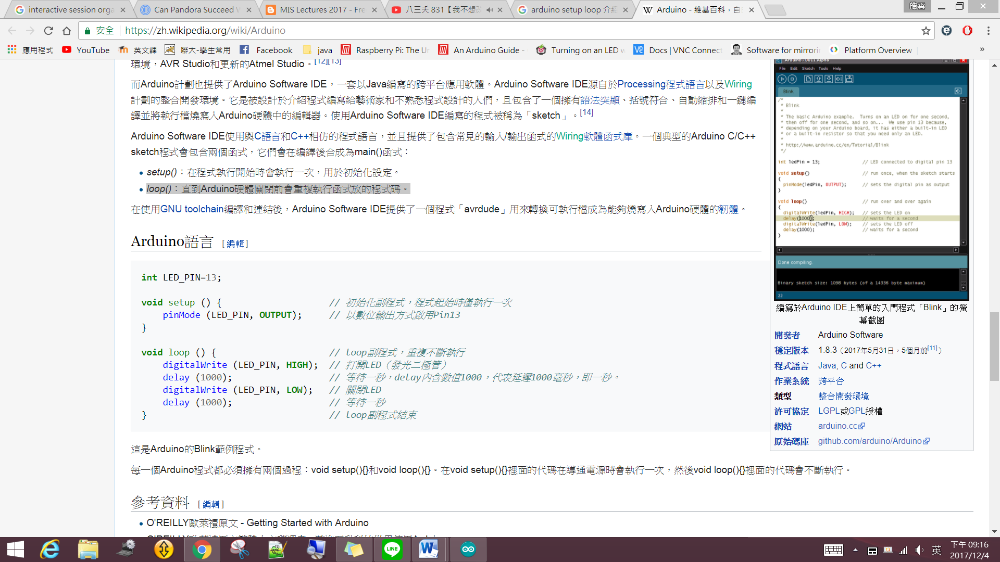 interactive session orga
Can Pandora Succeed W
MIS Lectures 2017 - Fre
八三夭 831【我不想改
arduino setup loop 介紹
Arduino - 維基百科，自由
皓雲
安全
https://zh.wikipedia.org/wiki/Arduino
應用程式
YouTube
英文課
聯大-學生常用
Facebook
java
Raspberry Pi: The Ur
An Arduino Guide -
Turning on an LED w
Docs | VNC Connect
Software for mirrorin
Platform Overview
»
環境，AVR Studio和更新的Atmel Studio。[12][13]
而Arduino計劃也提供了Arduino Software IDE，一套以Java編寫的跨平台應用軟體。Arduino Software IDE源自於Processing程式語言以及Wiring
計劃的整合開發環境。它是被設計於介紹程式編寫給藝術家和不熟悉程式設計的人們，且包含了一個擁有語法突顯、括號符合、自動縮排和一鍵編
譯並將執行檔燒寫入Arduino硬體中的編輯器。使用Arduino Software IDE編寫的程式被稱為「sketch」。[14]
Arduino Software IDE使用與C語言和C++相仿的程式語言，並且提供了包含常見的輸入/輸出函式的Wiring軟體函式庫。一個典型的Arduino C/C++
sketch程式會包含兩個函式，它們會在編譯後合成為main()函式：
setup()：在程式執行開始時會執行一次，用於初始化設定。
loop()：直到Arduino硬體關閉前會重複執行函式放的程式碼。
在使用GNU toolchain編譯和連結後，Arduino Software IDE提供了一個程式「avrdude」用來轉換可執行檔成為能夠燒寫入Arduino硬體的韌體。
Arduino語言 [編輯]
int LED_PIN=13;
void setup () { // 初始化副程式，程式起始時僅執行一次
pinMode (LED_PIN, OUTPUT); // 以數位輸出方式啟用Pin13
}
void loop () { // loop副程式，重複不斷執行
digitalWrite (LED_PIN, HIGH); // 打開LED（發光二極管）
delay (1000); // 等待一秒，delay內含數值1000，代表延遲1000毫秒，即一秒。
digitalWrite (LED_PIN, LOW); // 關閉LED
delay (1000); // 等待一秒
} // loop副程式結束
這是Arduino的Blink範例程式。
每一個Arduino程式都必須擁有兩個過程：void setup(){}和void loop(){}。在void setup(){}裡面的代碼在導通電源時會執行一次，然後void loop(){}裡面的代碼會不斷執行。
參考資料 [編輯]
O'REILLY歐萊禮原文 - Getting Started with Arduino
Arduino - 0011 Alpha
File Edit Sketch Tools Help
Blink
/*
* Blink
*
* The basic Arduino example. Turns on an LED on for one second,
* then off for one second, and so on... We use pin 13 because,
* depending on your Arduino board, it has either a built-in LED
* or a built-in resistor so that you need only an LED.
*
* http://www.arduino.cc/en/Tutorial/Blink
*/
int ledPin = 13; // LED connected to digital pin 13
void setup() // run once, when the sketch starts
{
pinMode(ledPin, OUTPUT); // sets the digital pin as output
}
void loop() // run over and over again
{
digitalWrite(ledPin, HIGH); // sets the LED on
delay(1000); // waits for a second
digitalWrite(ledPin, LOW); // sets the LED off
delay(1000); // waits for a second
}
Done compiling.
Binary sketch size: 1098 bytes (of a 14336 byte maximum)
22
編寫於Arduino IDE上簡單的入門程式「Blink」的螢
幕截圖
開發者 Arduino Software
穩定版本 1.8.3（2017年5月31日，5個月前[11]）
程式語言 Java, C and C++
作業系統 跨平台
類型 整合開發環境
許可協定 LGPL或GPL授權
網站 arduino.cc
原始碼庫 github.com/arduino/Arduino
LINE
英
下午 09:16
2017/12/4